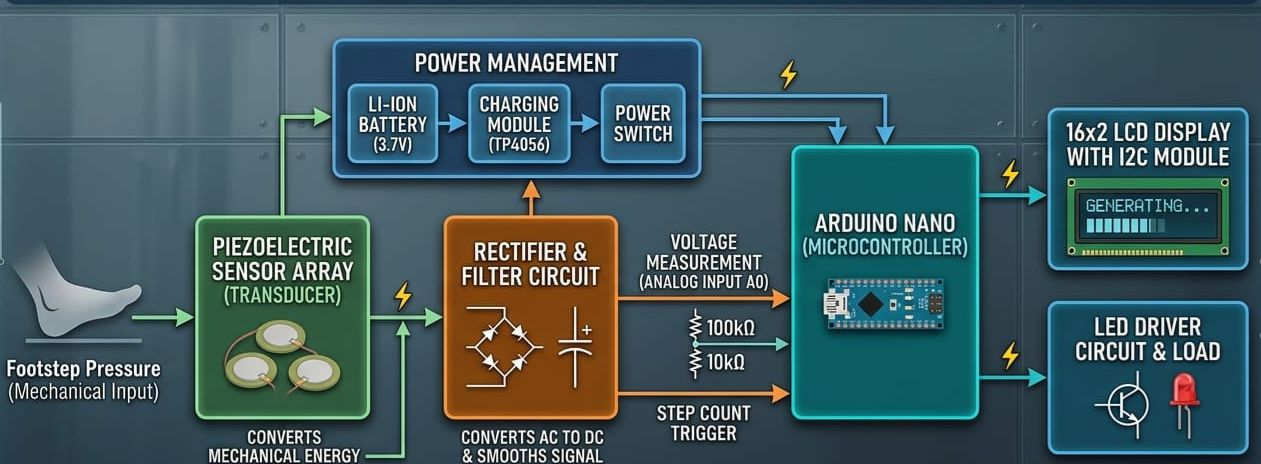 POWER MANAGEMENT
LI-ION
BATTERY
(3.7V)
CHARGING
MODULE
(TP4056)
POWER
SWITCH
16x2 LCD DISPLAY
WITH I2C MODULE
GENERATING...
PIEZOELECTRIC
SENSOR ARRAY
(TRANSDUCER)
RECTIFIER &
FILTER CIRCUIT
+
VOLTAGE
MEASUREMENT
(ANALOG INPUT A0)
100kΩ
10kΩ
STEP COUNT
TRIGGER
ARDUINO NANO
(MICROCONTROLLER)
LED DRIVER
CIRCUIT & LOAD
Footstep Pressure
(Mechanical Input)
CONVERTS
MECHANICAL ENERGY
CONVERTS AC TO DC
& SMOOTHS SIGNAL